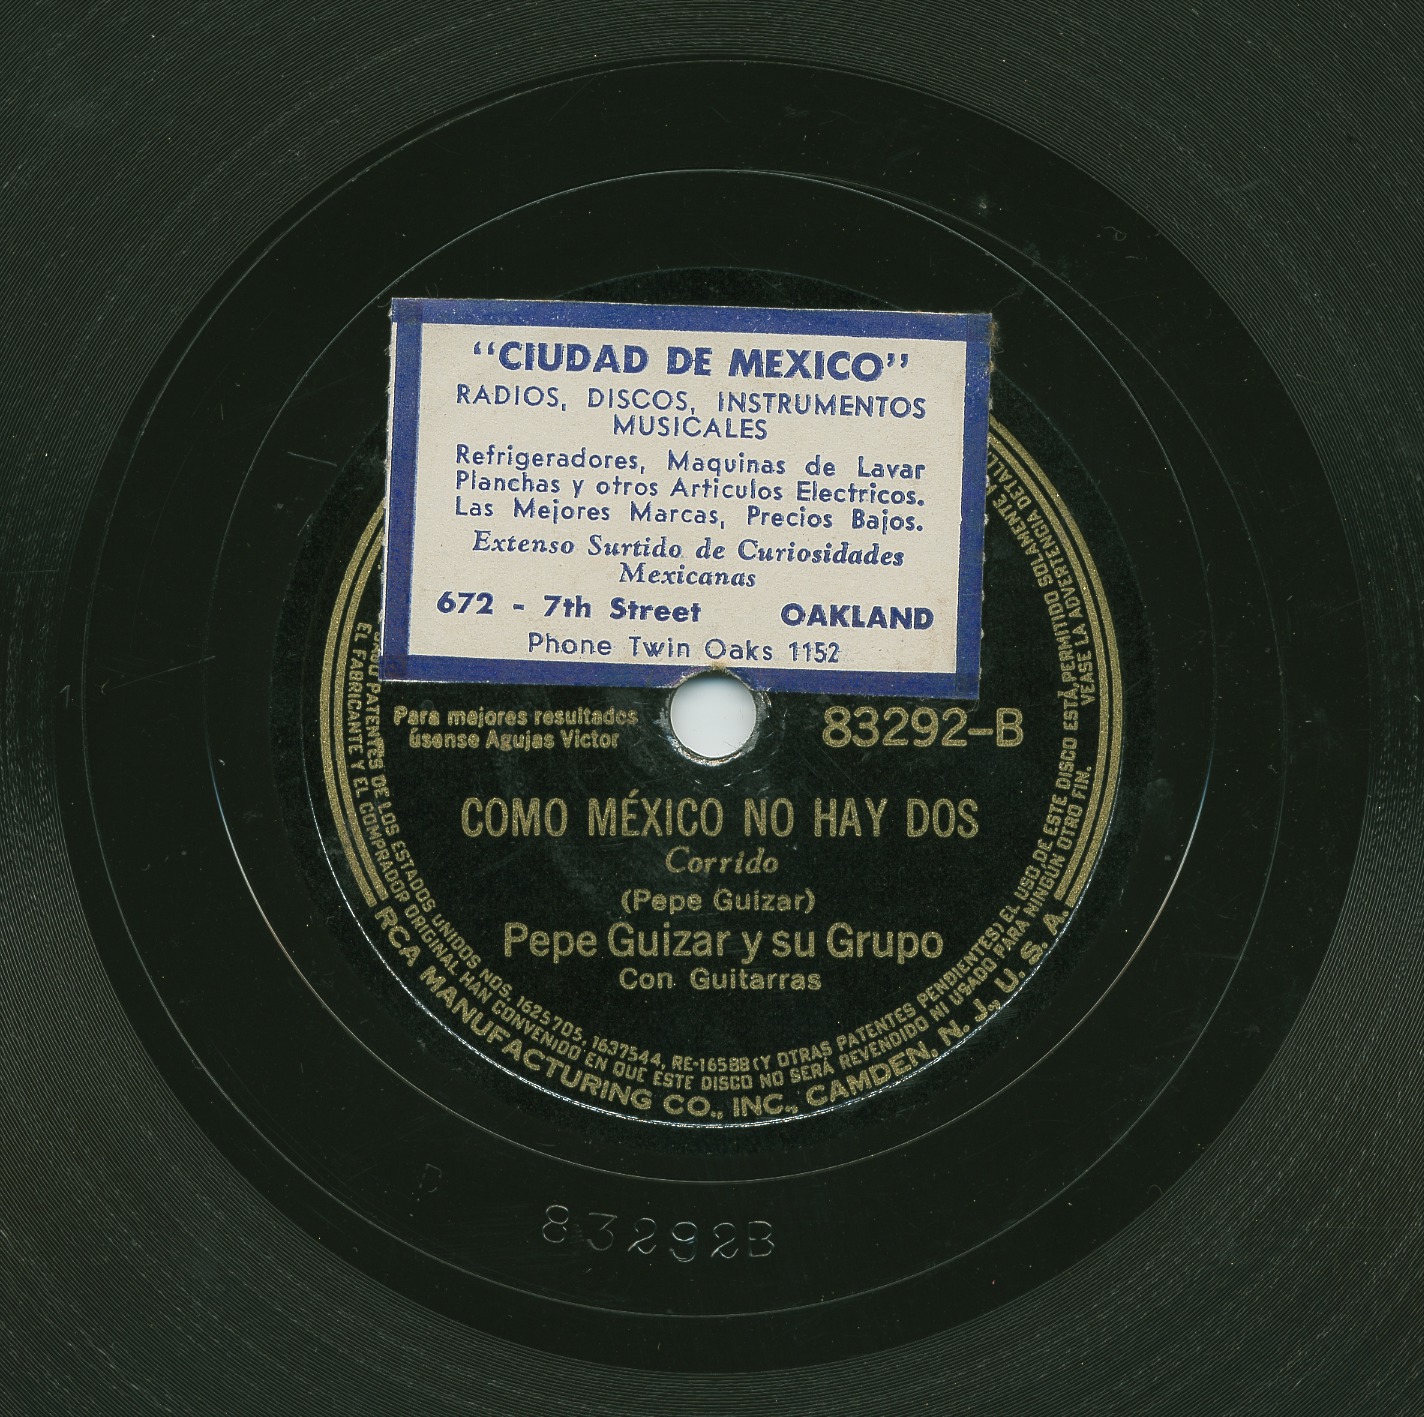 “CIUDAD DE MEXICO”
RADIOS, DISCOS, INSTRUMENTOS
MUSICALES
Refrigeradores, Maquinas de Lavar
Planchas y otros Articulos Electricos.
Las Mejores Marcas, Precios Bajos.
Extenso Surtido de Curiosidades
Mexicanas
672 - 7th Street OAKLAND
Phone Twin Oaks 1152
Para mejores resultados
úsense Agujas Victor
83292-B
COMO MÉXICO NO HAY DOS
Corrido
(Pepe Guizar)
Pepe Guizar y su Grupo
Con Guitarras
PATENTES DE LOS ESTADOS UNIDOS NOS. 1625705, 1637544, RE-16588 (Y OTRAS PATENTES PENDIENTES) EL USO DE ESTE DISCO ESTÁ PERMITIDO SOLAMENTE
EL FABRICANTE Y EL COMPRADOR ORIGINAL HAN CONVENIDO EN QUE ESTE DISCO NO SERÁ REVENDIDO NI USADO PARA NINGÚN OTRO FIN. VEASE LA ADVERTENCIA
RCA MANUFACTURING CO., INC., CAMDEN, N. J., U. S. A.
P
83292B